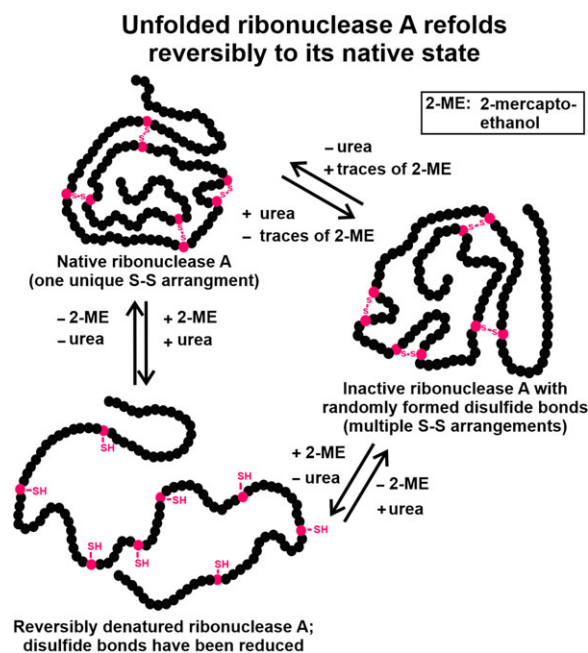 Unfolded ribonuclease A refolds
reversibly to its native state
2-ME: 2-mercapto-
ethanol
– urea
+ traces of 2-ME
+ urea
– traces of 2-ME
S-S
S-S
S-S
S-S
Native ribonuclease A
(one unique S-S arrangment)
S-S
S-S
S-S
S-S
– 2-ME
– urea
+ 2-ME
+ urea
Inactive ribonuclease A with
randomly formed disulfide bonds
(multiple S-S arrangements)
+ 2-ME
– urea
– 2-ME
+ urea
SH
SH
SH
SH
SH
SH
SH
SH
Reversibly denatured ribonuclease A;
disulfide bonds have been reduced